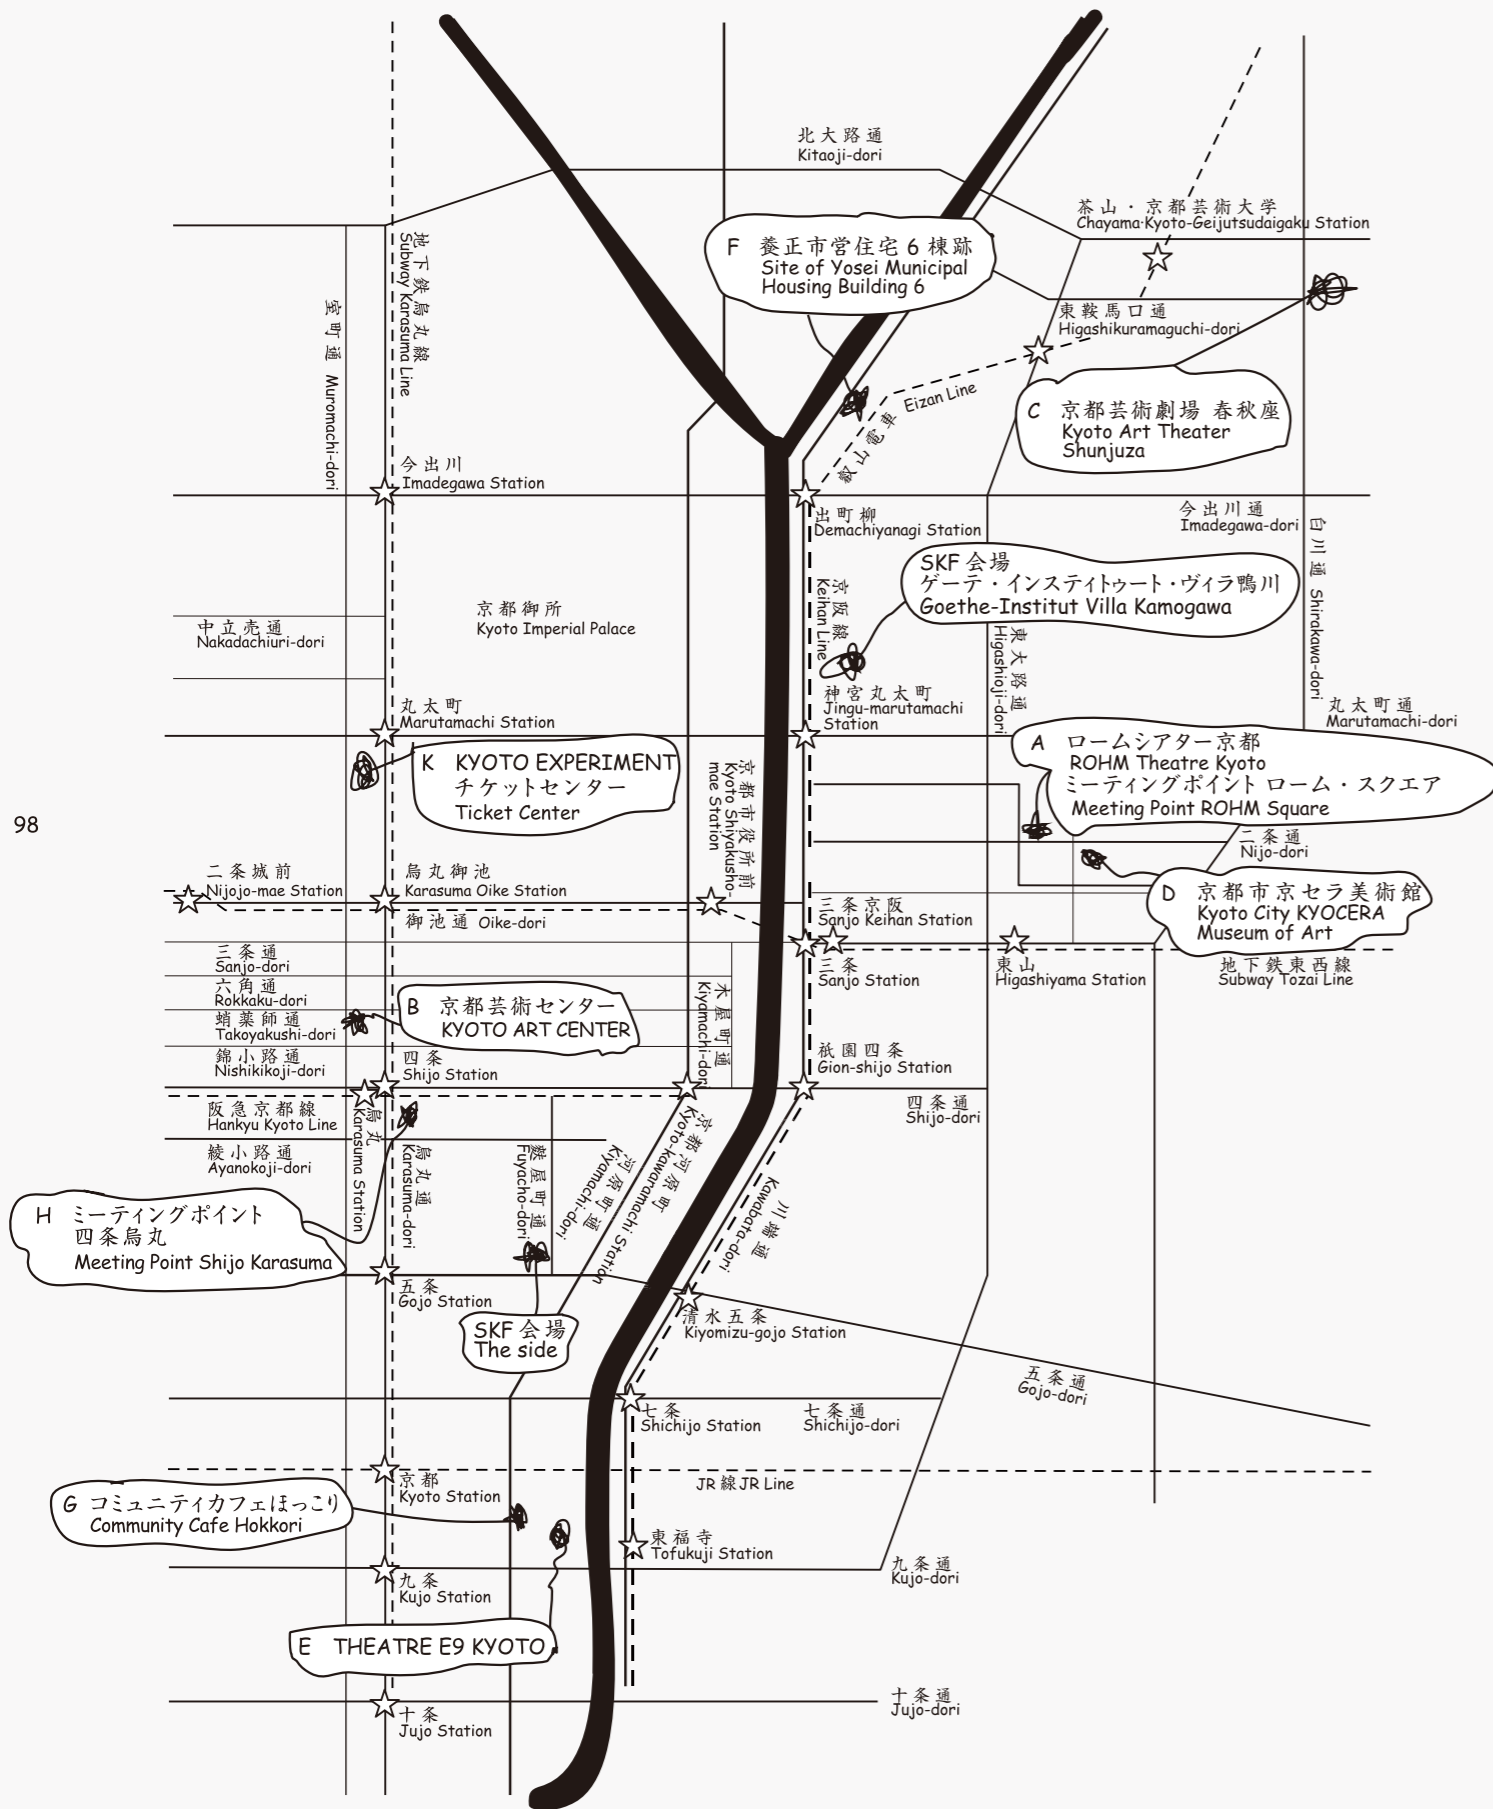 北大路通
Kitaoji-dori
茶山・京都芸術大学
Chayama·Kyoto-Geijutsudaigaku Station
地下鉄烏丸線
Subway Karasuma Line
F 養正市営住宅 6 棟跡
Site of Yosei Municipal
Housing Building 6
室町通 Muromachi-dori
東鞍馬口通
Higashikuramaguchi-dori
叡山電車 Eizan Line
C 京都芸術劇場 春秋座
Kyoto Art Theater
Shunjuza
今出川
Imadegawa Station
出町柳
Demachiyanagi Station
今出川通
Imadegawa-dori
白川通 Shirakawa-dori
SKF 会場
ゲーテ・インスティトゥート・ヴィラ鴨川
Goethe-Institut Villa Kamogawa
京阪線
Keihan Line
京都御所
Kyoto Imperial Palace
中立売通
Nakadachiuri-dori
東大路通
Higashioji-dori
丸太町
Marutamachi Station
神宮丸太町
Jingu-marutamachi
Station
丸太町通
Marutamachi-dori
A ロームシアター京都
ROHM Theatre Kyoto
ミーティングポイント ローム・スクエア
Meeting Point ROHM Square
K KYOTO EXPERIMENT
チケットセンター
Ticket Center
京都市役所前
Kyoto Shiyakusho-
mae Station
98
二条通
Nijo-dori
二条城前
Nijojo-mae Station
烏丸御池
Karasuma Oike Station
御池通 Oike-dori
三条京阪
Sanjo Keihan Station
D 京都市京セラ美術館
Kyoto City KYOCERA
Museum of Art
三条通
Sanjo-dori
三条
Sanjo Station
東山
Higashiyama Station
地下鉄東西線
Subway Tozai Line
六角通
Rokkaku-dori
木屋町通
Kiyamachi-dori
B 京都芸術センター
KYOTO ART CENTER
蛸薬師通
Takoyakushi-dori
錦小路通
Nishikikoji-dori
四条
Shijo Station
祇園四条
Gion-shijo Station
四条通
Shijo-dori
阪急京都線
Hankyu Kyoto Line
烏丸
Karasuma Station
京都河原町
Kyoto-kawaramachi Station
綾小路通
Ayanokoji-dori
烏丸通
Karasuma-dori
麩屋町通
Fuyacho-dori
河原町通
Kiyamachi-dori
川端通
Kawabata-dori
H ミーティングポイント
四条烏丸
Meeting Point Shijo Karasuma
五条
Gojo Station
清水五条
Kiyomizu-gojo Station
SKF 会場
The side
五条通
Gojo-dori
七条
Shichijo Station
七条通
Shichijo-dori
京都
Kyoto Station
JR 線 JR Line
G コミュニティカフェほっこり
Community Cafe Hokkori
東福寺
Tofukuji Station
九条
Kujo Station
九条通
Kujo-dori
E THEATRE E9 KYOTO
十条
Jujo Station
十条通
Jujo-dori